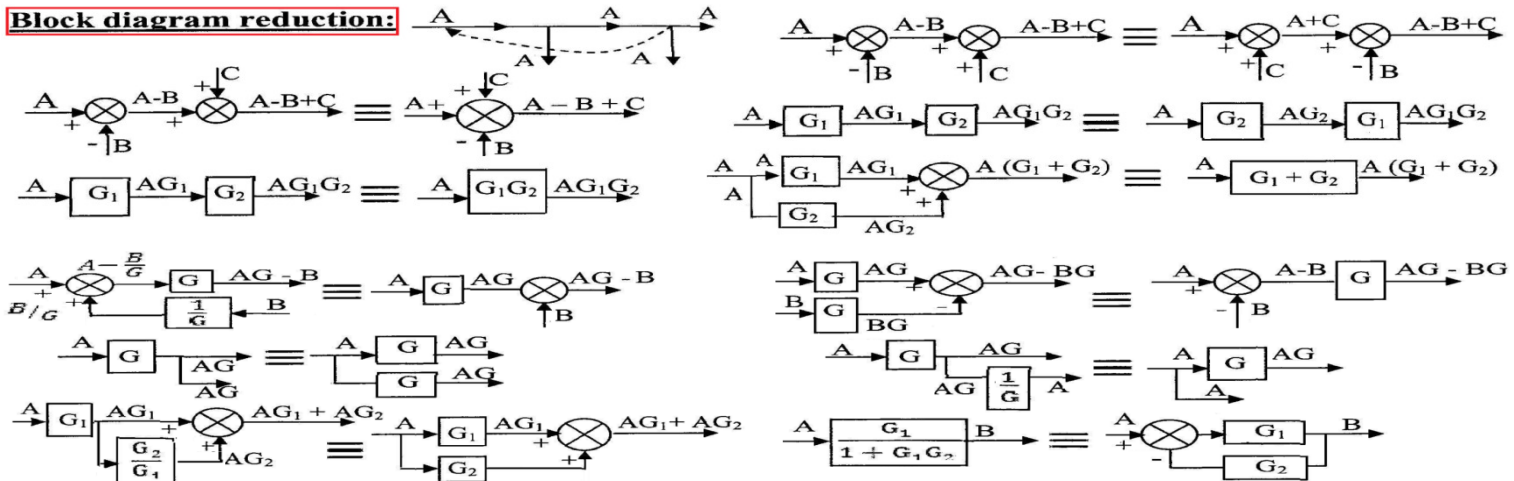 Block diagram reduction:
A A A
A A
A A-B A-B+C ≡ A A+C A-B+C
+ + + +
- B + C + C - B
C C
A A-B + A-B+C ≡ A+ + A – B + C
+ +
- B - B
A G₁ AG₁ G₂ AG₁G₂ ≡ A G₂ AG₂ G₁ AG₁G₂
A G₁ AG₁ G₂ AG₁G₂ ≡ A G₁G₂ AG₁G₂
A A G₁ AG₁ A (G₁ + G₂) ≡ A G₁ + G₂ A (G₁ + G₂)
+ +
A G₂ AG₂
A A – B/G G AG - B ≡ A G AG AG - B
+ +
B/G 1/G B B
A G AG AG- BG ≡ A A-B G AG - BG
+ - +
B G BG - B
A G AG ≡ A G AG
AG G AG
A G AG ≡ A G AG
AG 1/G A A
A G₁ AG₁ AG₁ + AG₂ ≡ A G₁ AG₁ AG₁+ AG₂
+ + + +
G₂/G₁ AG₂ G₂
A G₁/(1 + G₁G₂) B ≡ A G₁ B
+ -
G₂